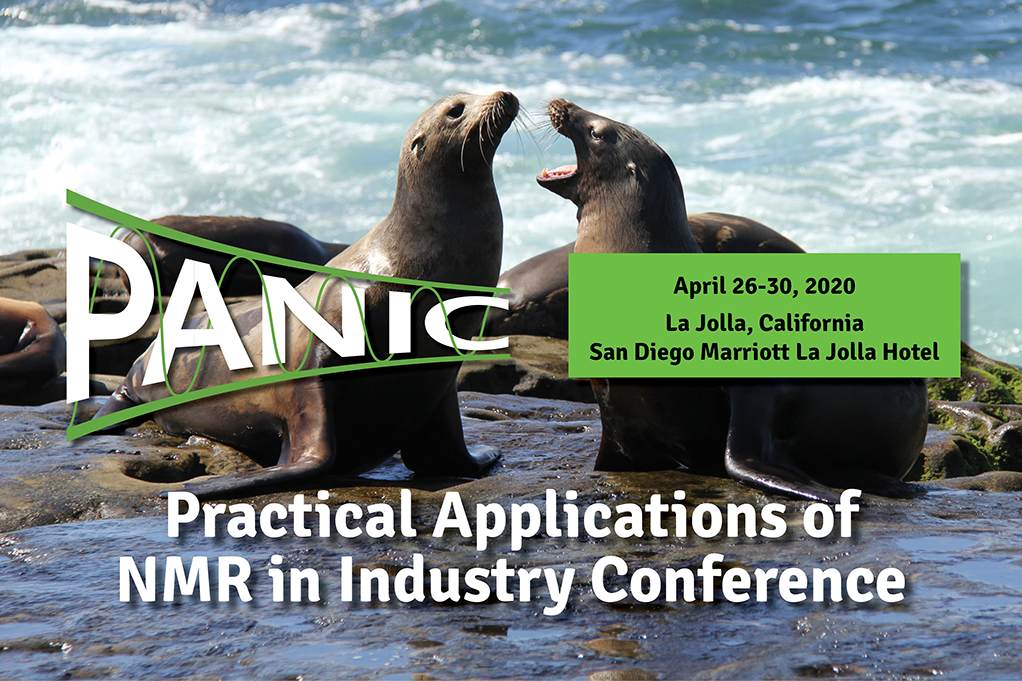 PANIC
April 26-30, 2020
La Jolla, California
San Diego Marriott La Jolla Hotel
Practical Applications of
NMR in Industry Conference